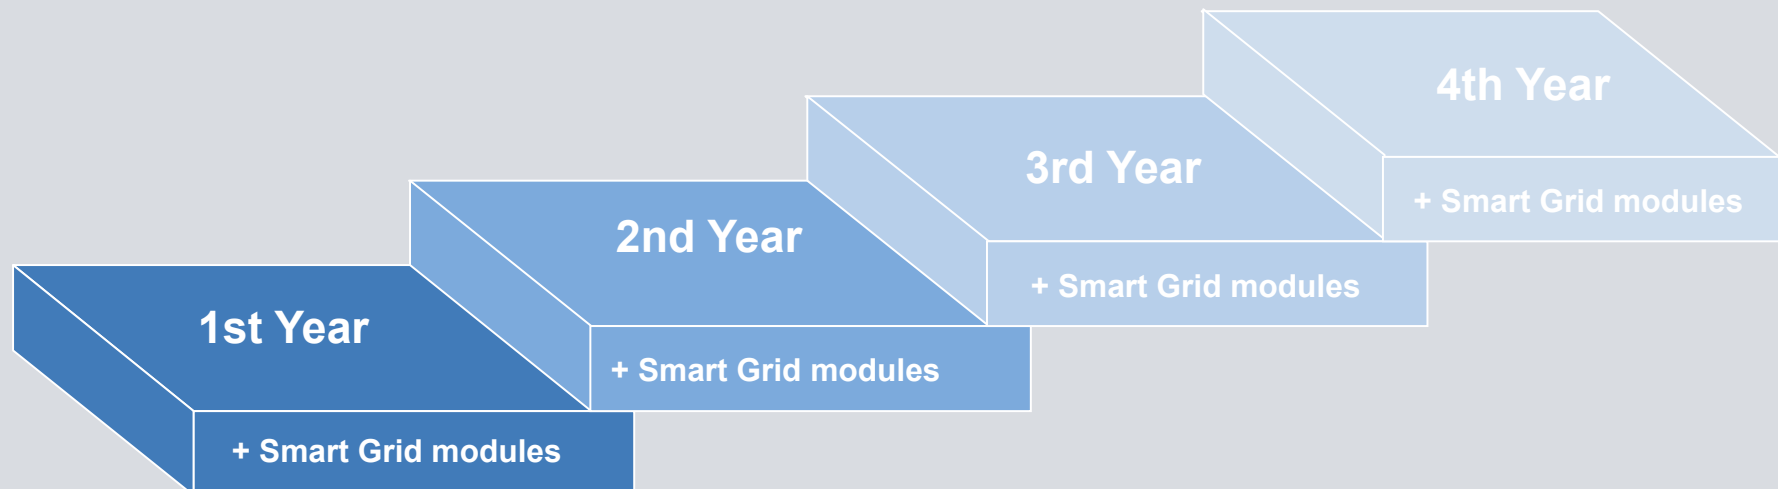 4th Year
+ Smart Grid modules
3rd Year
+ Smart Grid modules
2nd Year
+ Smart Grid modules
1st Year
+ Smart Grid modules